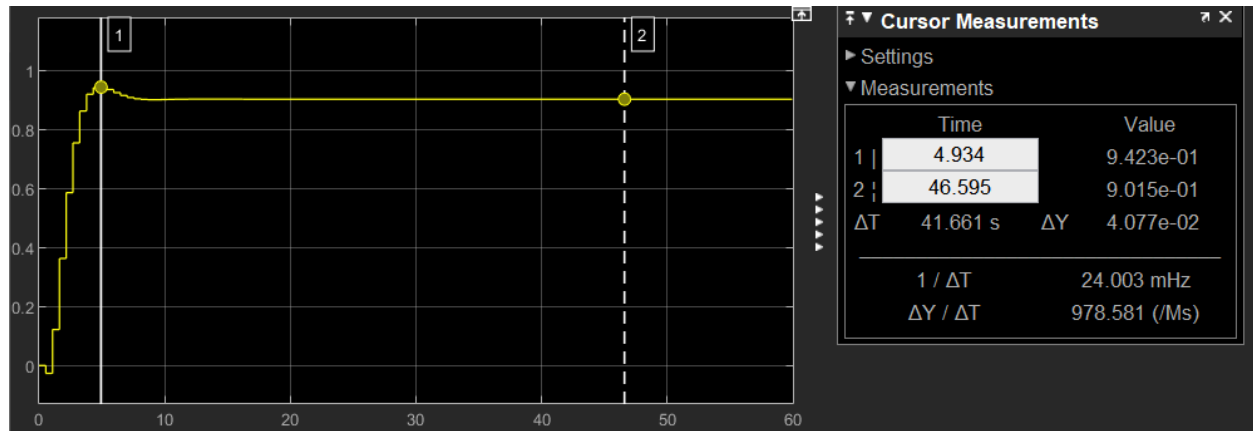 1
2
1
0.8
0.6
0.4
0.2
0
0 10 20 30 40 50 60
Cursor Measurements
Settings
Measurements
Time Value
1 | 4.934 9.423e-01
2 ¦ 46.595 9.015e-01
ΔT 41.661 s ΔY 4.077e-02
1 / ΔT 24.003 mHz
ΔY / ΔT 978.581 (/Ms)